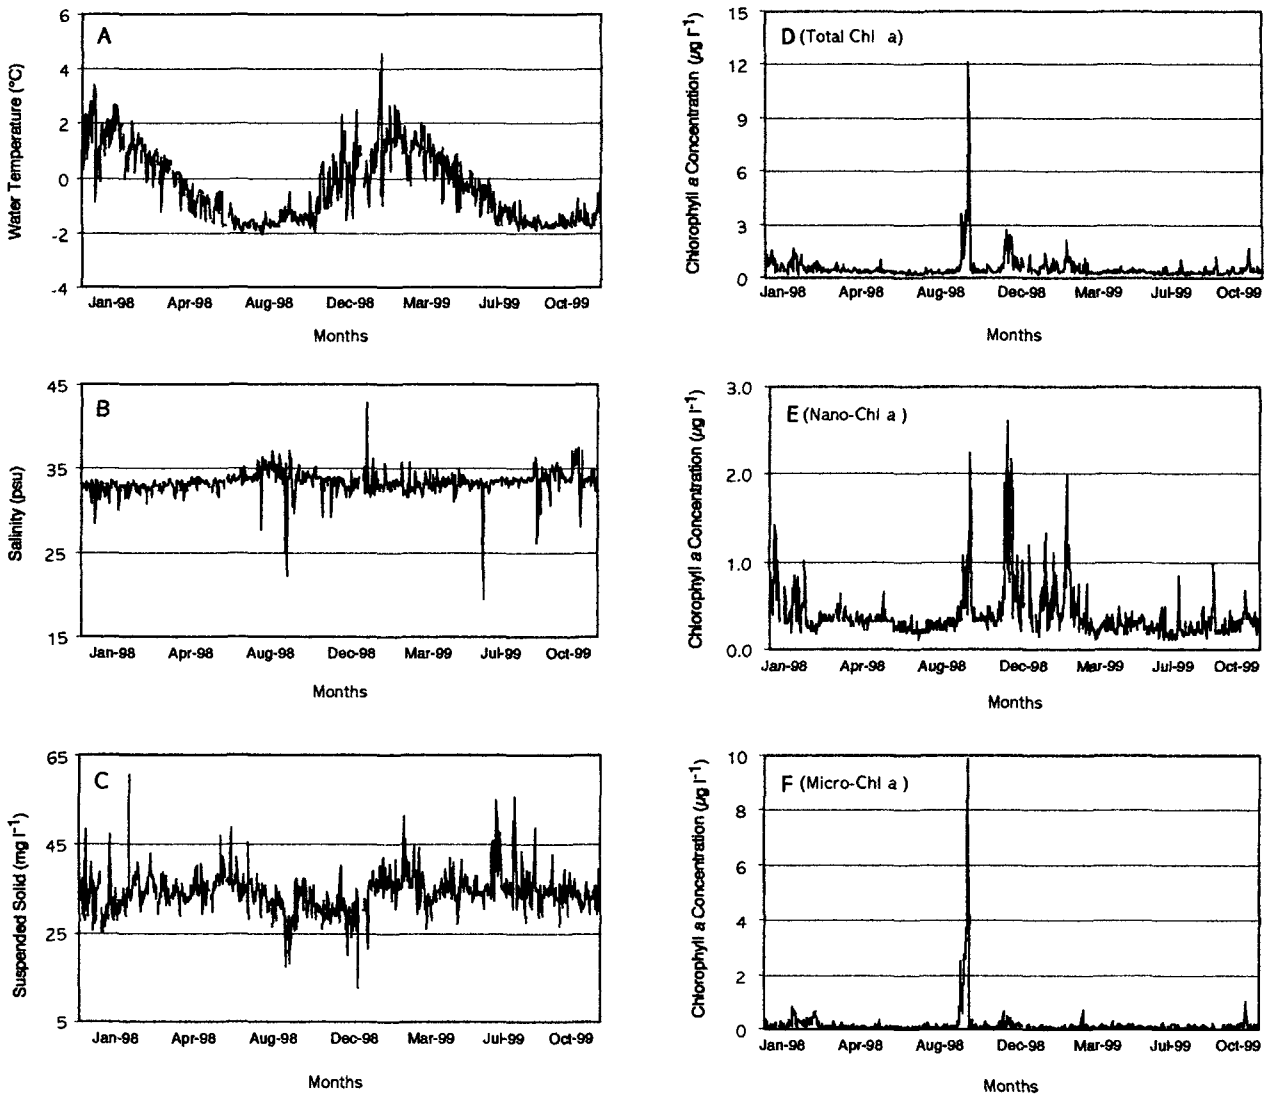 A
Water Temperature (°C)
6
4
2
0
-2
-4
Jan-98 Apr-98 Aug-98 Dec-98 Mar-99 Jul-99 Oct-99
Months
B
Salinity (psu)
45
35
25
15
Jan-98 Apr-98 Aug-98 Dec-98 Mar-99 Jul-99 Oct-99
Months
C
Suspended Solid (mg l⁻¹)
65
45
25
5
Jan-98 Apr-98 Aug-98 Dec-98 Mar-99 Jul-99 Oct-99
Months
D (Total Chl a)
Chlorophyll a Concentration (µg l⁻¹)
15
12
9
6
3
0
Jan-98 Apr-98 Aug-98 Dec-98 Mar-99 Jul-99 Oct-99
Months
E (Nano-Chl a )
Chlorophyll a Concentration (µg l⁻¹)
3.0
2.0
1.0
0.0
Jan-98 Apr-98 Aug-98 Dec-98 Mar-99 Jul-99 Oct-99
Months
F (Micro-Chl a )
Chlorophyll a Concentration (µg l⁻¹)
10
8
6
4
2
0
Jan-98 Apr-98 Aug-98 Dec-98 Mar-99 Jul-99 Oct-99
Months